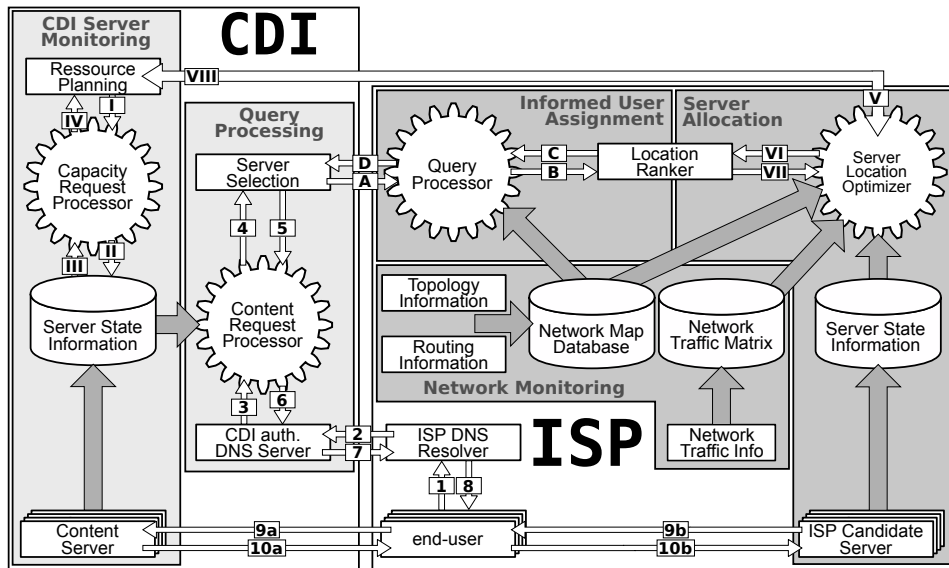 CDI Server
Monitoring
CDI
Ressource
Planning
VIII
IV
I
V
Query
Processing
Informed User
Assignment
Server
Allocation
Capacity
Request
Processor
Server
Selection
D
A
Query
Processor
C
B
Location
Ranker
VI
VII
Server
Location
Optimizer
III
II
4
5
Server State
Information
Content
Request
Processor
Topology
Information
Routing
Information
Network Map
Database
Network
Traffic Matrix
Server State
Information
Network Monitoring
3
6
CDI auth.
DNS Server
2
7
ISP DNS
Resolver
ISP
Network
Traffic Info
1
8
Content
Server
9a
10a
end-user
9b
10b
ISP Candidate
Server